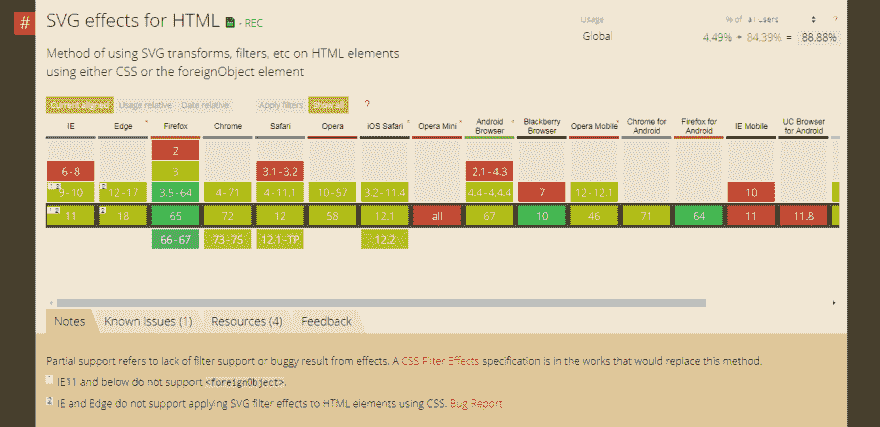 #
SVG effects for HTML - REC
Usage % of all users ?
Global 4.49% + 84.39% = 88.88%
Method of using SVG transforms, filters, etc on HTML elements
using either CSS or the foreignObject element
Usage relative Date relative Apply filters Show all ?
IE Edge * Firefox Chrome Safari Opera iOS Safari * Opera Mini * Android Browser * Blackberry Browser Opera Mobile * Chrome for Android Firefox for Android IE Mobile UC Browser for Android
2
6-8 3 3.1-3.2 2.1-4.3
1 2 9-10 2 12-17 3.5-64 4-71 4-11.1 10-57 3.2-11.4 4.4-4.4.4 7 12-12.1 10
1 2 11 2 18 65 72 12 58 12.1 all 67 10 46 71 64 11 11.8
66-67 73-75 12.1-TP 12.2
Notes Known issues (1) Resources (4) Feedback
Partial support refers to lack of filter support or buggy result from effects. A CSS Filter Effects specification is in the works that would replace this method.
1 IE11 and below do not support <foreignObject>.
2 IE and Edge do not support applying SVG filter effects to HTML elements using CSS. Bug Report